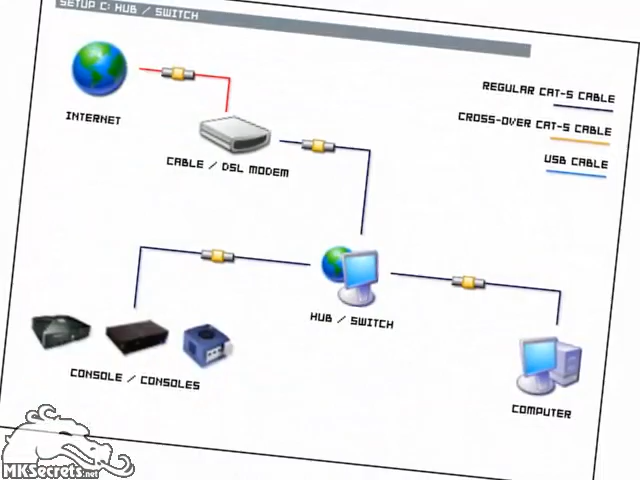 SETUP C: HUB / SWITCH
INTERNET
REGULAR CAT-5 CABLE
CROSS-OVER CAT-5 CABLE
USB CABLE
CABLE / DSL MODEM
HUB / SWITCH
CONSOLE / CONSOLES
COMPUTER
MKSecrets.net